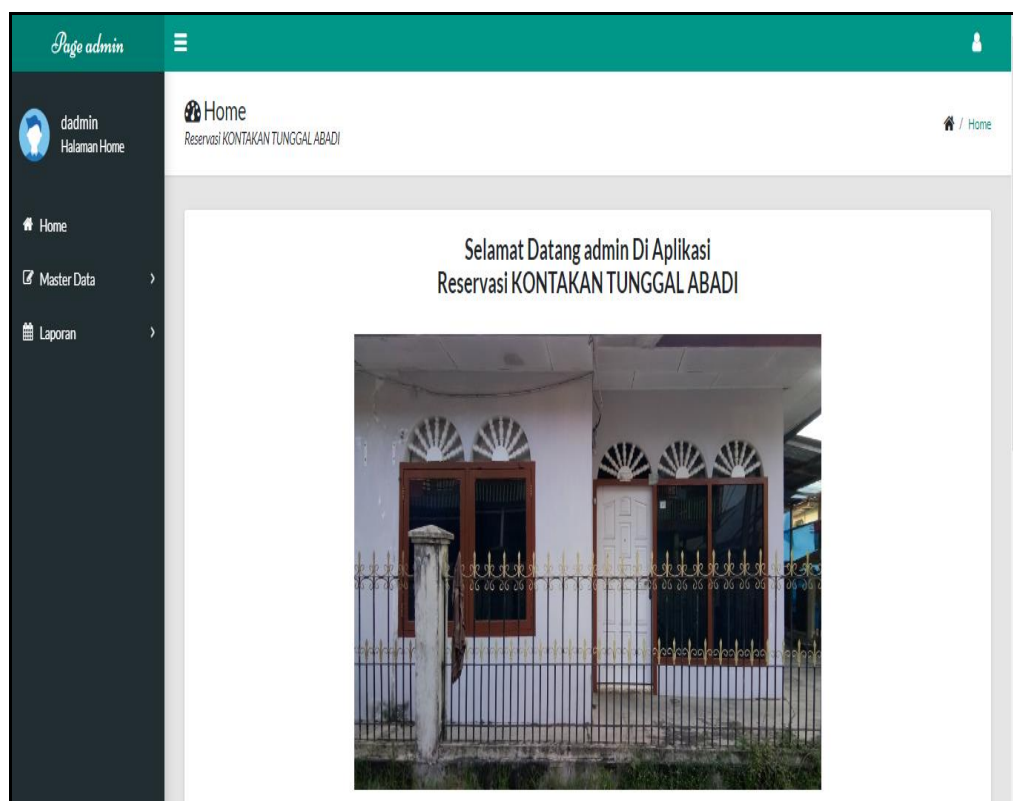 Page admin
dadmin
Halaman Home
Home
Master Data
Laporan
Home
Reservasi KONTAKAN TUNGGAL ABADI
/ Home
Selamat Datang admin Di Aplikasi
Reservasi KONTAKAN TUNGGAL ABADI